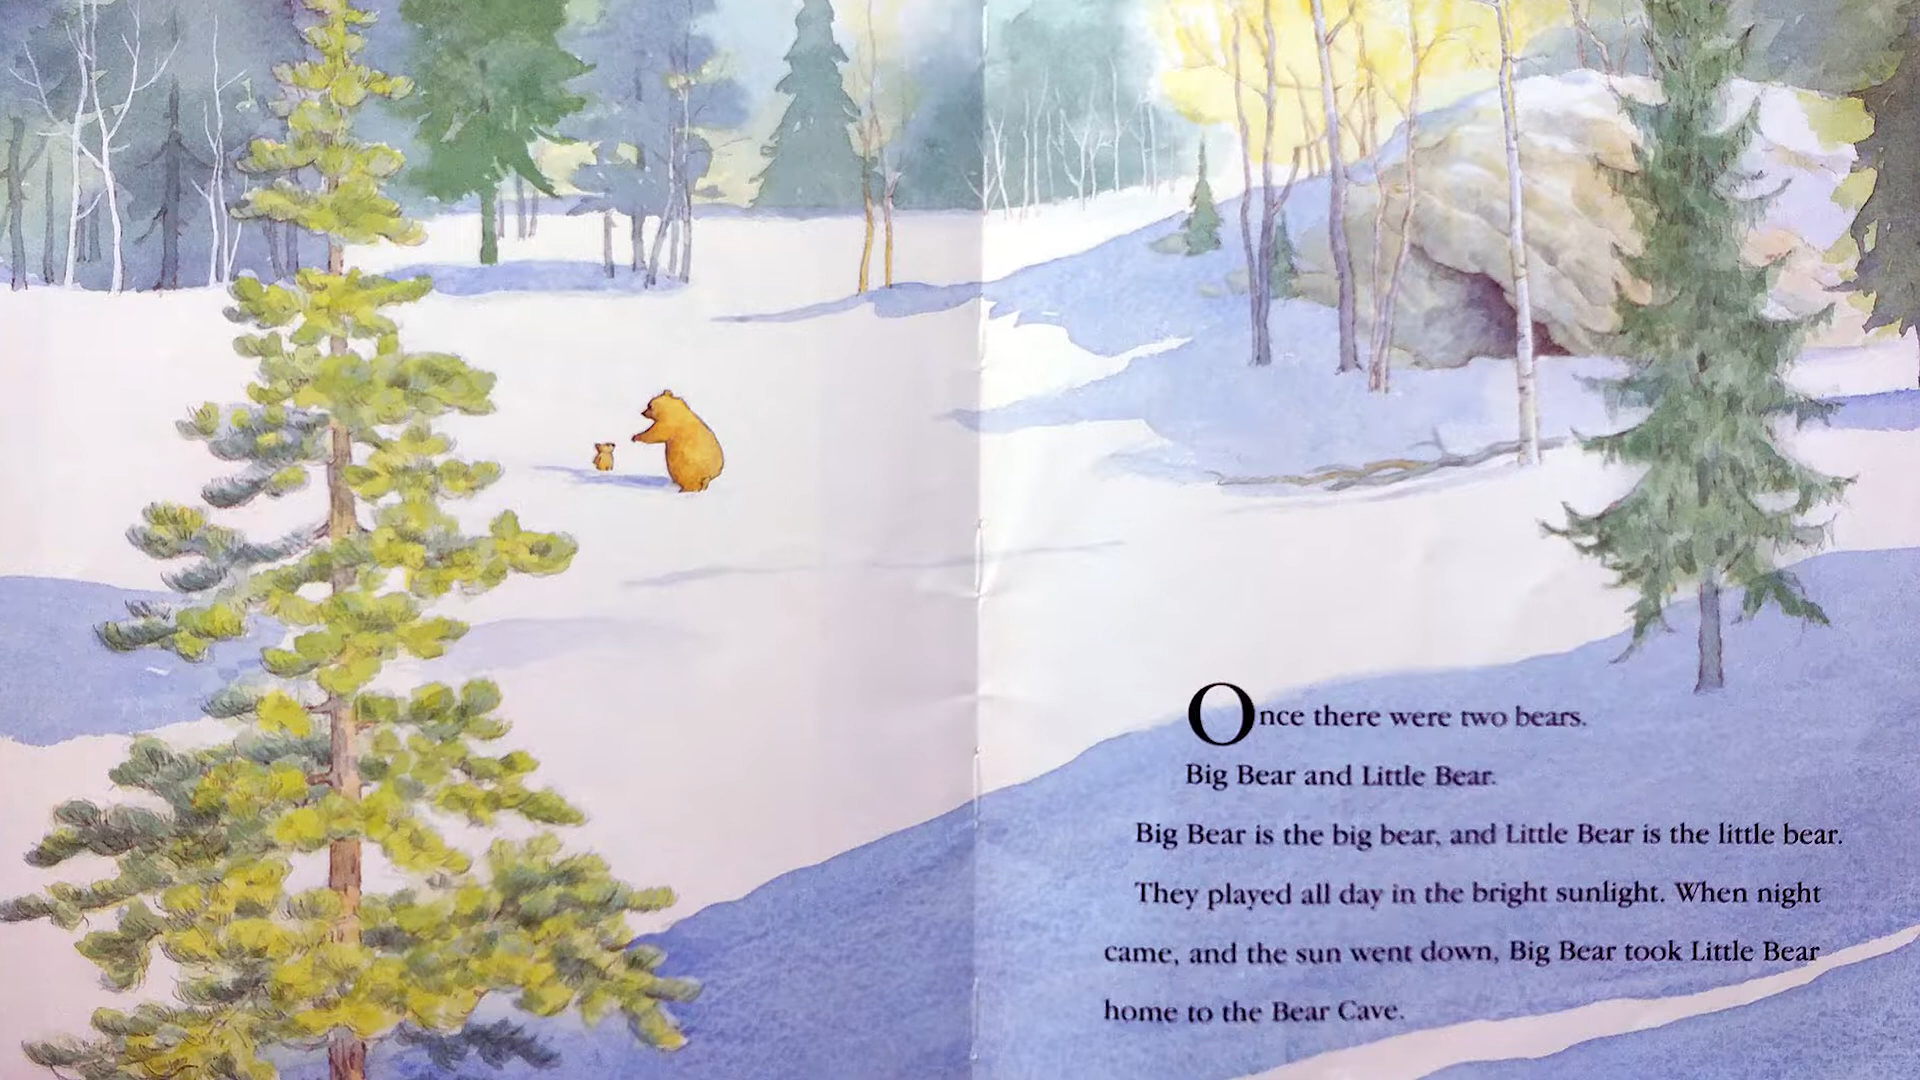 Once there were two bears.
Big Bear and Little Bear.
Big Bear is the big bear, and Little Bear is the little bear.
They played all day in the bright sunlight. When night
came, and the sun went down, Big Bear took Little Bear
home to the Bear Cave.